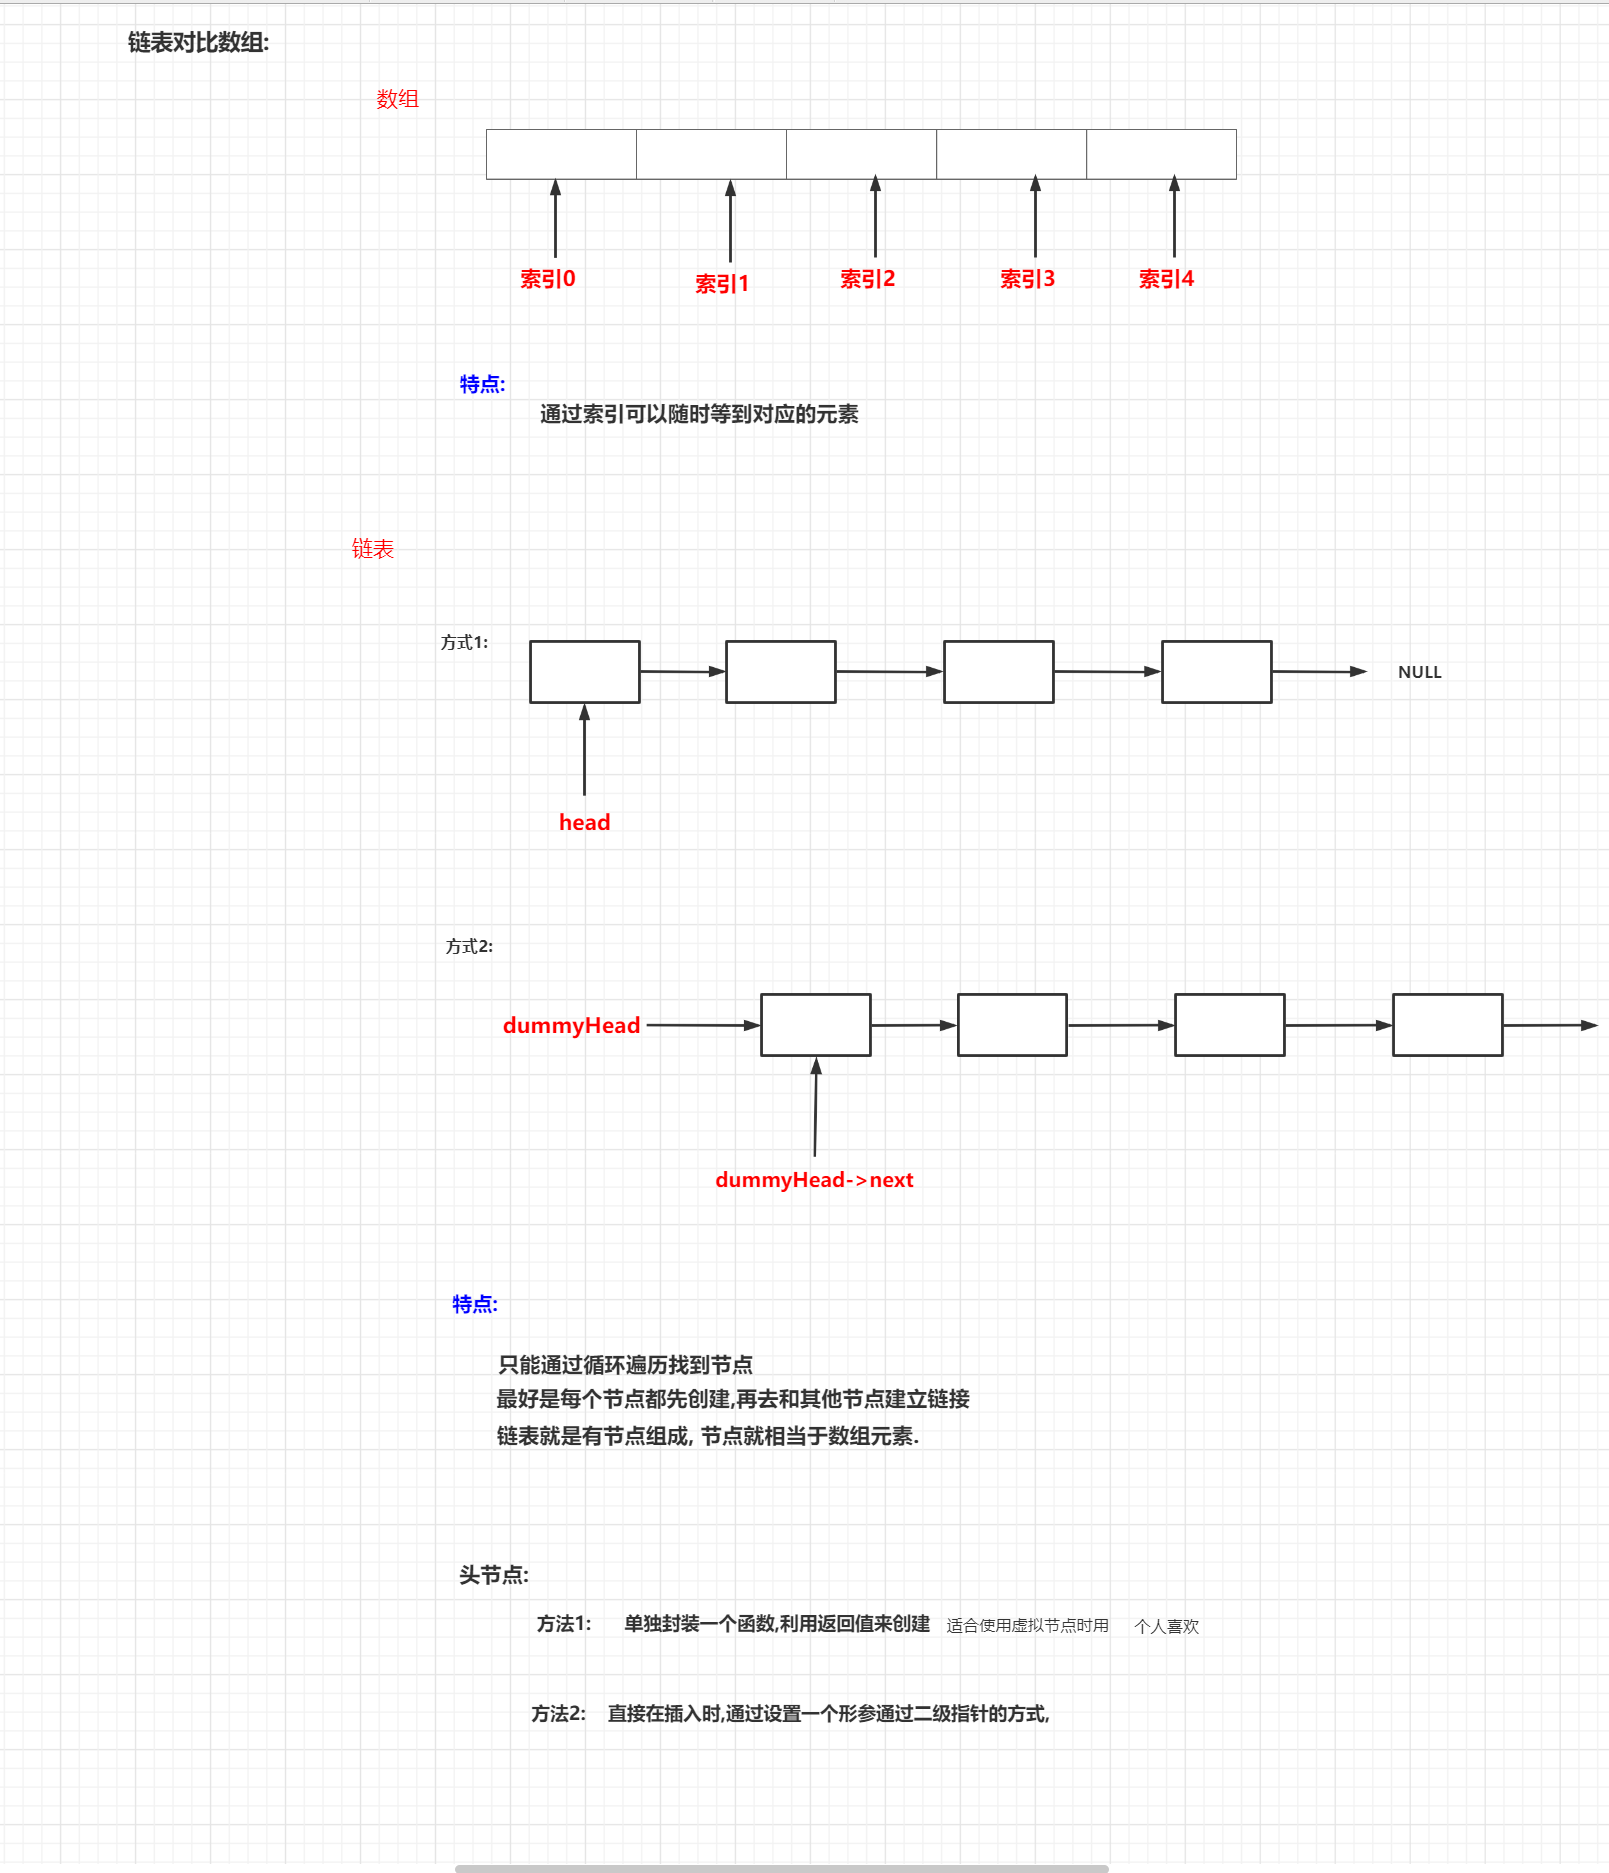 链表对比数组:
数组
索引0 索引1 索引2 索引3 索引4
特点:
通过索引可以随时等到对应的元素
链表
方式1:
NULL
head
方式2:
dummyHead
dummyHead->next
特点:
只能通过循环遍历找到节点
最好是每个节点都先创建,再去和其他节点建立链接
链表就是有节点组成, 节点就相当于数组元素.
头节点:
方法1: 单独封装一个函数,利用返回值来创建 适合使用虚拟节点时用 个人喜欢
方法2: 直接在插入时,通过设置一个形参通过二级指针的方式,